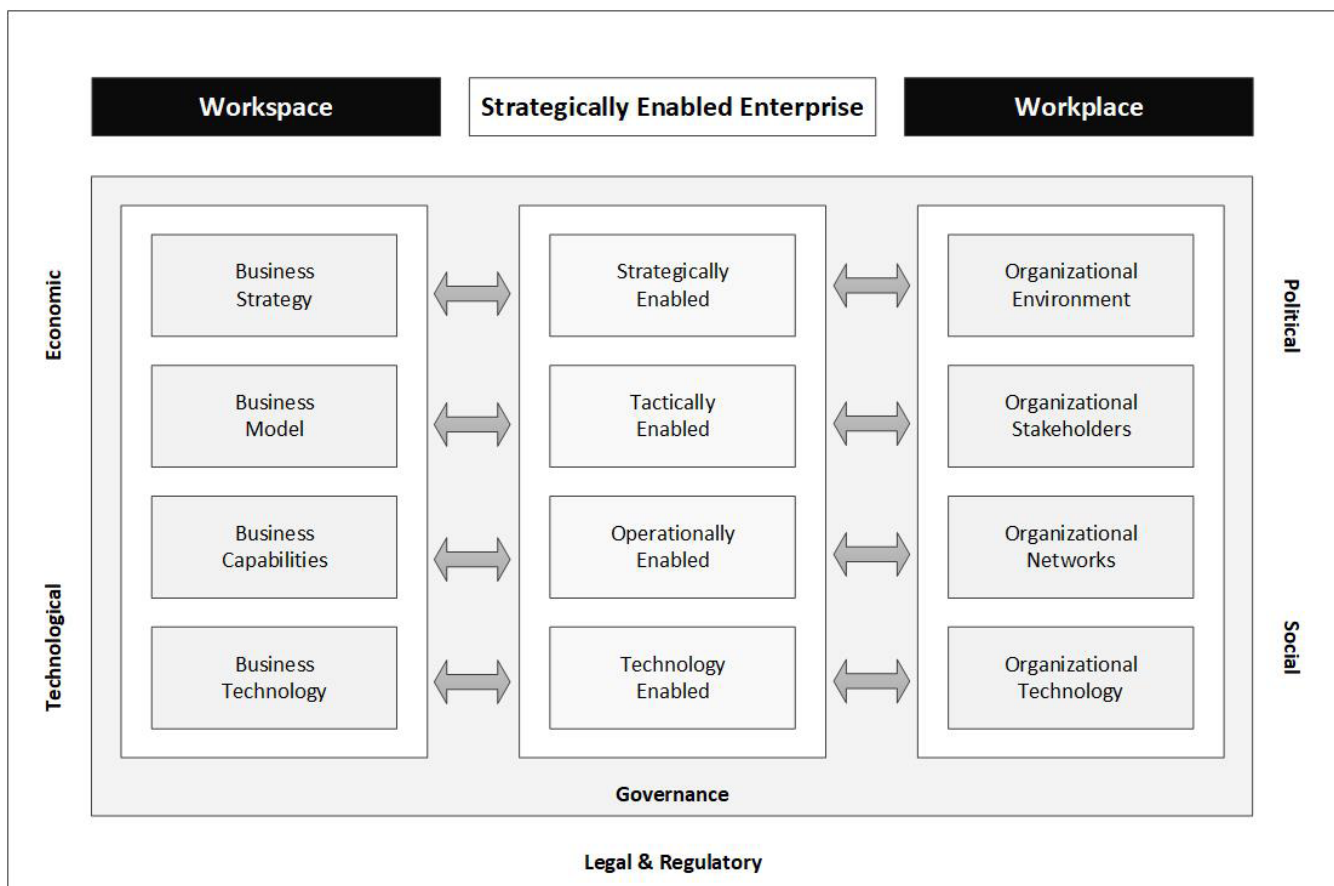 Workspace
Strategically Enabled Enterprise
Workplace
Economic
Technological
Business
Strategy
Business
Model
Business
Capabilities
Business
Technology
Strategically
Enabled
Tactically
Enabled
Operationally
Enabled
Technology
Enabled
Organizational
Environment
Organizational
Stakeholders
Organizational
Networks
Organizational
Technology
Political
Social
Governance
Legal & Regulatory